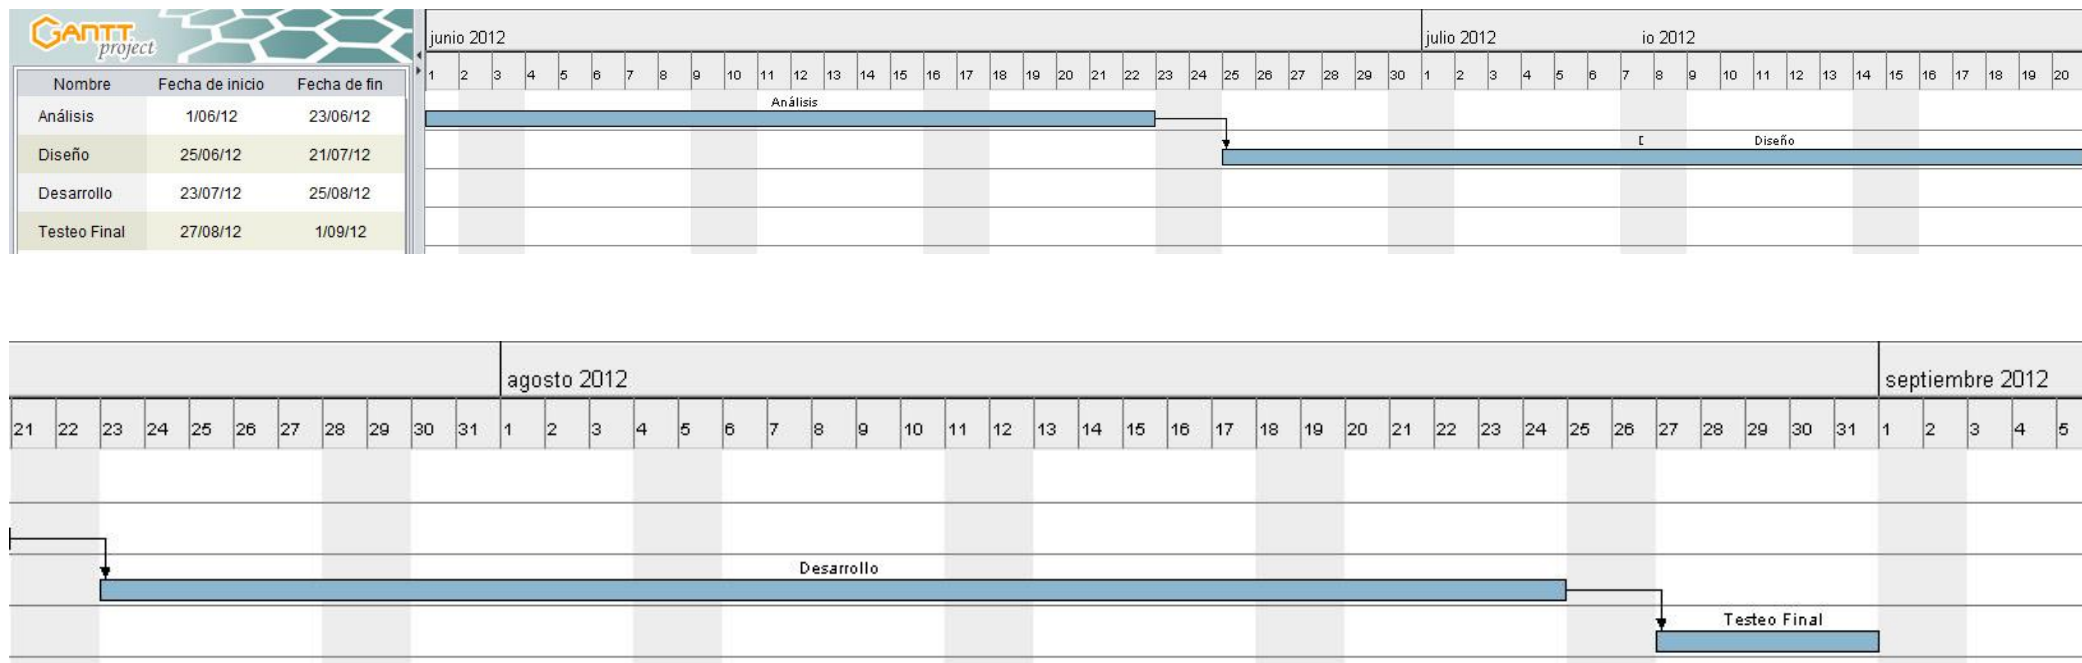 GANTT
project
junio 2012 julio 2012 io 2012
1 2 3 4 5 6 7 8 9 10 11 12 13 14 15 16 17 18 19 20 21 22 23 24 25 26 27 28 29 30 1 2 3 4 5 6 7 8 9 10 11 12 13 14 15 16 17 18 19 20
Nombre Fecha de inicio Fecha de fin
Análisis
Análisis 1/06/12 23/06/12
Diseño
Diseño 25/06/12 21/07/12
Desarrollo 23/07/12 25/08/12
Testeo Final 27/08/12 1/09/12
agosto 2012 septiembre 2012
21 22 23 24 25 26 27 28 29 30 31 1 2 3 4 5 6 7 8 9 10 11 12 13 14 15 16 17 18 19 20 21 22 23 24 25 26 27 28 29 30 31 1 2 3 4 5
Desarrollo
Testeo Final